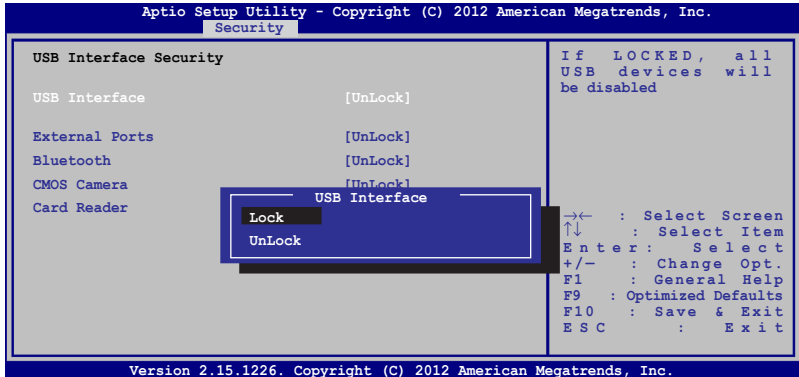 Aptio Setup Utility - Copyright (C) 2012 American Megatrends, Inc.
Security
USB Interface Security
USB Interface [UnLock]
External Ports [UnLock]
Bluetooth [UnLock]
CMOS Camera [UnLock]
Card Reader
USB Interface
Lock
UnLock
If LOCKED, all
USB devices will
be disabled
→← : Select Screen
↑↓ : Select Item
Enter: Select
+/— : Change Opt.
F1 : General Help
F9 : Optimized Defaults
F10 : Save & Exit
ESC : Exit
Version 2.15.1226. Copyright (C) 2012 American Megatrends, Inc.